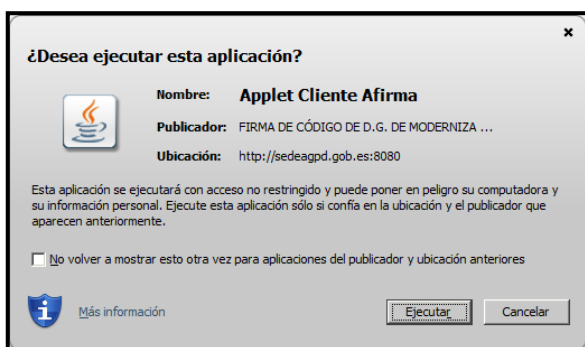 ¿Desea ejecutar esta aplicación?
Nombre: Applet Cliente Afirma
Publicador: FIRMA DE CÓDIGO DE D.G. DE MODERNIZA ...
Ubicación: http://sedeagpd.gob.es:8080
Esta aplicación se ejecutará con acceso no restringido y puede poner en peligro su computadora y
su información personal. Ejecute esta aplicación sólo si confía en la ubicación y el publicador que
aparecen anteriormente.
No volver a mostrar esto otra vez para aplicaciones del publicador y ubicación anteriores
Más información
Ejecutar
Cancelar